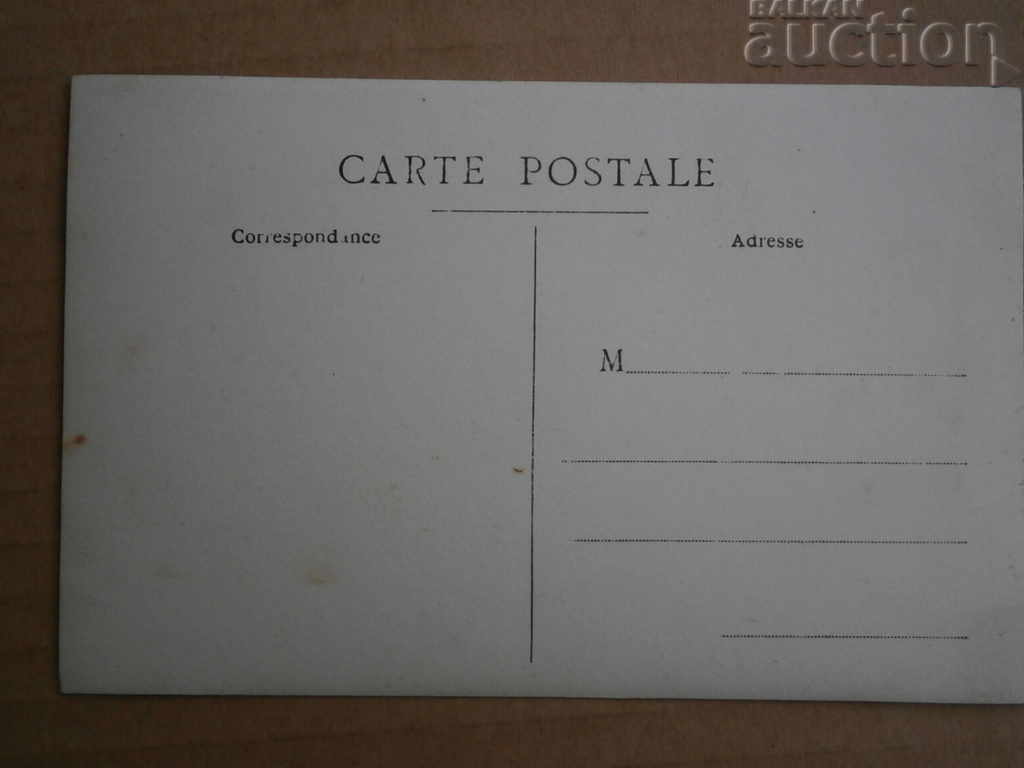 BALKAN
auction
CARTE POSTALE
Correspondance
Adresse
M